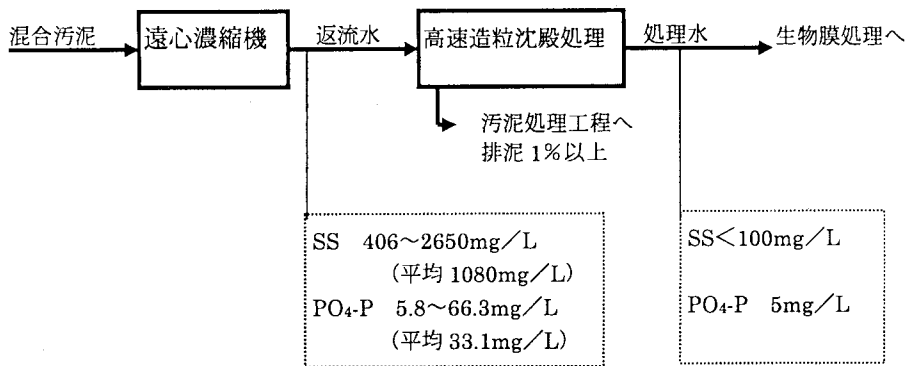 混合汚泥
遠心濃縮機
返流水
高速造粒沈殿処理
処理水
生物膜処理へ
汚泥処理工程へ
排泥 1%以上
SS 406～2650mg／L
(平均 1080mg／L)
PO₄-P 5.8～66.3mg／L
(平均 33.1mg／L)
SS＜100mg／L
PO₄-P 5mg／L